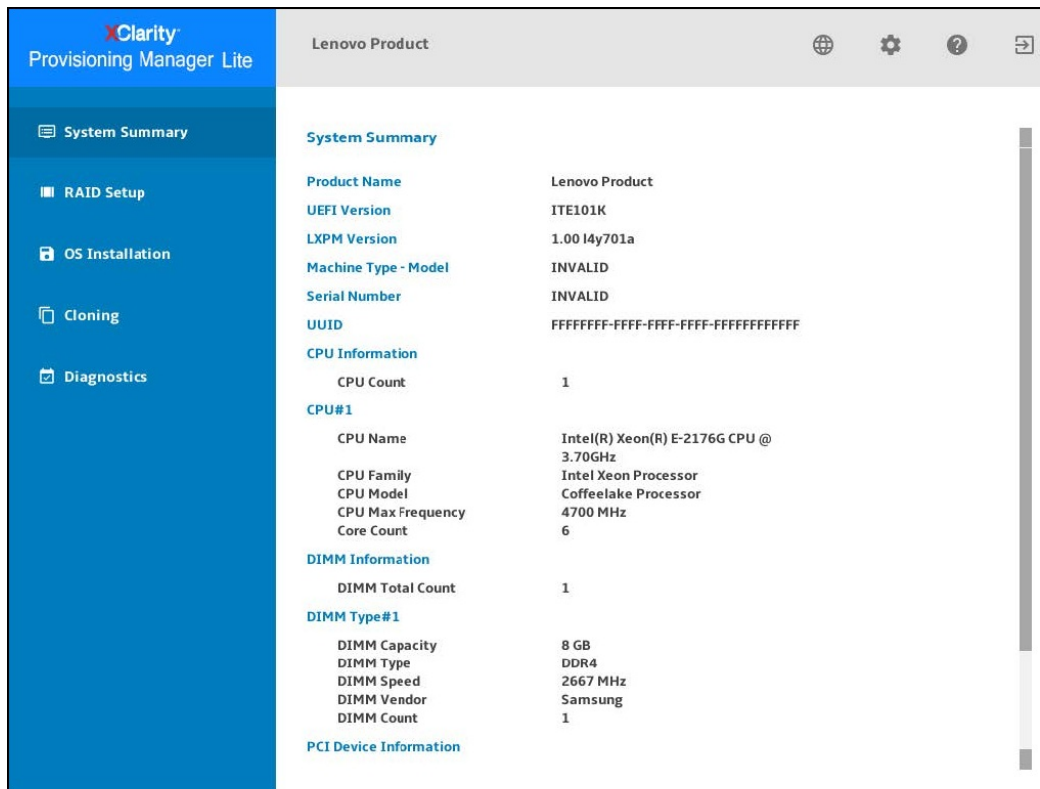 XClarity
Provisioning Manager Lite
Lenovo Product
System Summary
RAID Setup
OS Installation
Cloning
Diagnostics
System Summary
Product Name Lenovo Product
UEFI Version ITE101K
LXPM Version 1.00 l4y701a
Machine Type - Model INVALID
Serial Number INVALID
UUID FFFFFFFF-FFFF-FFFF-FFFF-FFFFFFFFFFFF
CPU Information
CPU Count 1
CPU#1
CPU Name Intel(R) Xeon(R) E-2176G CPU @
3.70GHz
CPU Family Intel Xeon Processor
CPU Model Coffeelake Processor
CPU Max Frequency 4700 MHz
Core Count 6
DIMM Information
DIMM Total Count 1
DIMM Type#1
DIMM Capacity 8 GB
DIMM Type DDR4
DIMM Speed 2667 MHz
DIMM Vendor Samsung
DIMM Count 1
PCI Device Information